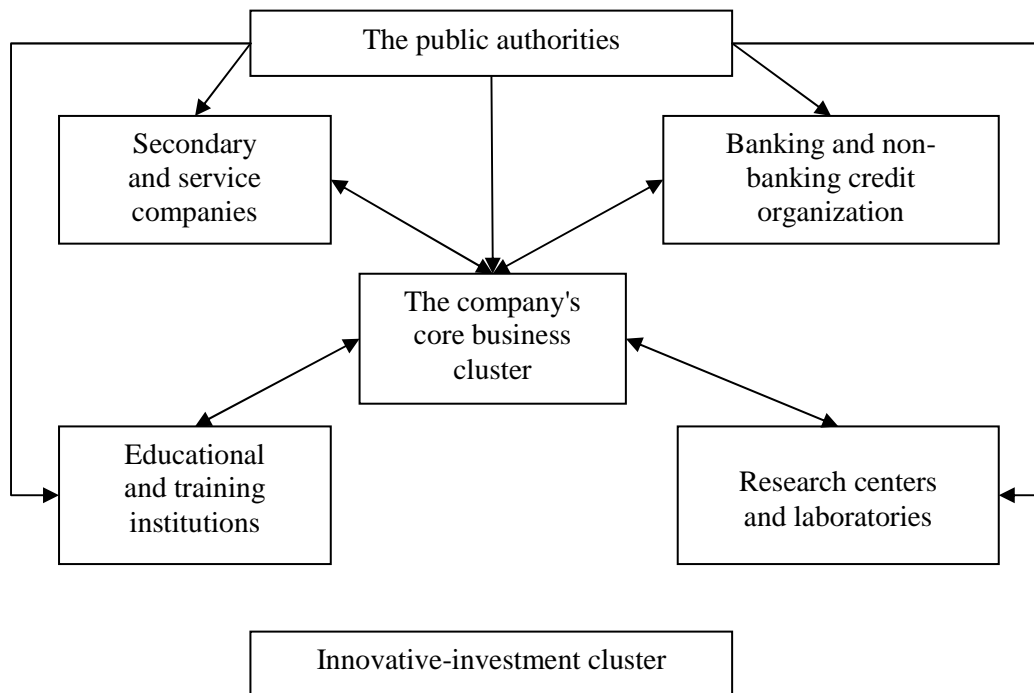 The public authorities
Secondary
and service
companies
Banking and non-
banking credit
organization
The company's
core business
cluster
Educational
and training
institutions
Research centers
and laboratories
Innovative-investment cluster